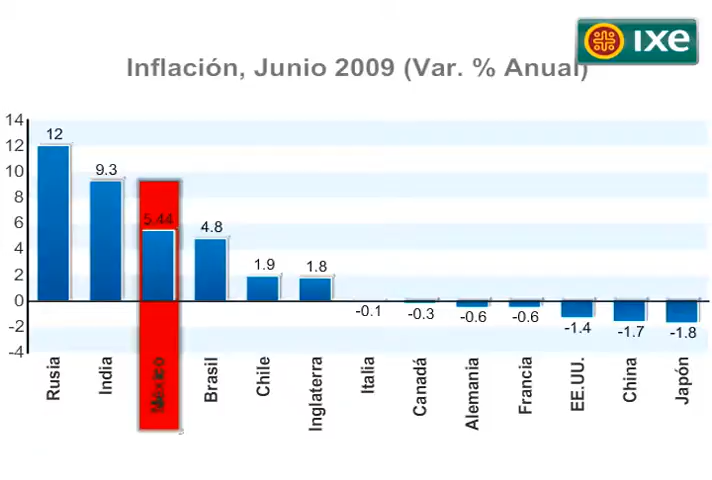 ixe
Inflación, Junio 2009 (Var. % Anual)
14
12
10
8
6
4
2
0
-2
-4
12
9.3
5.44
4.8
1.9
1.8
-0.1
-0.3
-0.6
-0.6
-1.4
-1.7
-1.8
Rusia
India
México
Brasil
Chile
Inglaterra
Italia
Canadá
Alemania
Francia
EE.UU.
China
Japón